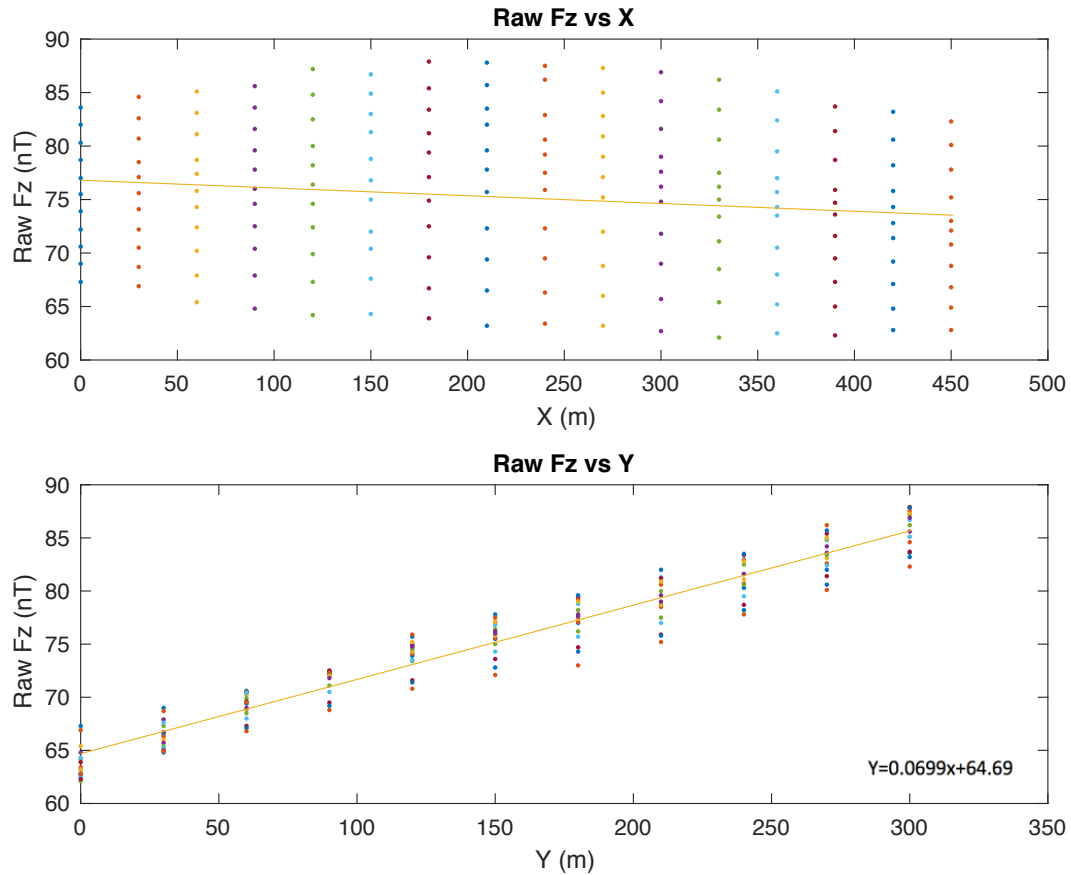 Raw Fz vs X
90
85
80
75
70
65
60
Raw Fz (nT)
0 50 100 150 200 250 300 350 400 450 500
X (m)
Raw Fz vs Y
90
85
80
75
70
65
60
Raw Fz (nT)
Y=0.0699x+64.69
0 50 100 150 200 250 300 350
Y (m)